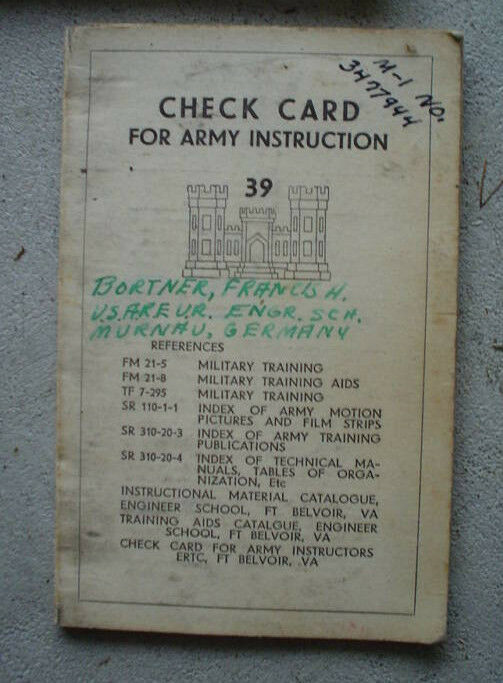 M-1 NO.
3477944
CHECK CARD
FOR ARMY INSTRUCTION
39
BORTNER, FRANCIS H.
U.S.AREUR. ENGR. SCH.
MURNAU, GERMANY
REFERENCES
FM 21-5 MILITARY TRAINING
FM 21-8 MILITARY TRAINING AIDS
TF 7-295 MILITARY TRAINING
SR 110-1-1 INDEX OF ARMY MOTION
PICTURES AND FILM STRIPS
SR 310-20-3 INDEX OF ARMY TRAINING
PUBLICATIONS
SR 310-20-4 INDEX OF TECHNICAL MA-
NUALS, TABLES OF ORGA-
NIZATION, Etc
INSTRUCTIONAL MATERIAL CATALOGUE,
ENGINEER SCHOOL, FT BELVOIR, VA
TRAINING AIDS CATALGUE, ENGINEER
SCHOOL, FT BELVOIR, VA
CHECK CARD FOR ARMY INSTRUCTORS
ERTC, FT BELVOIR, VA